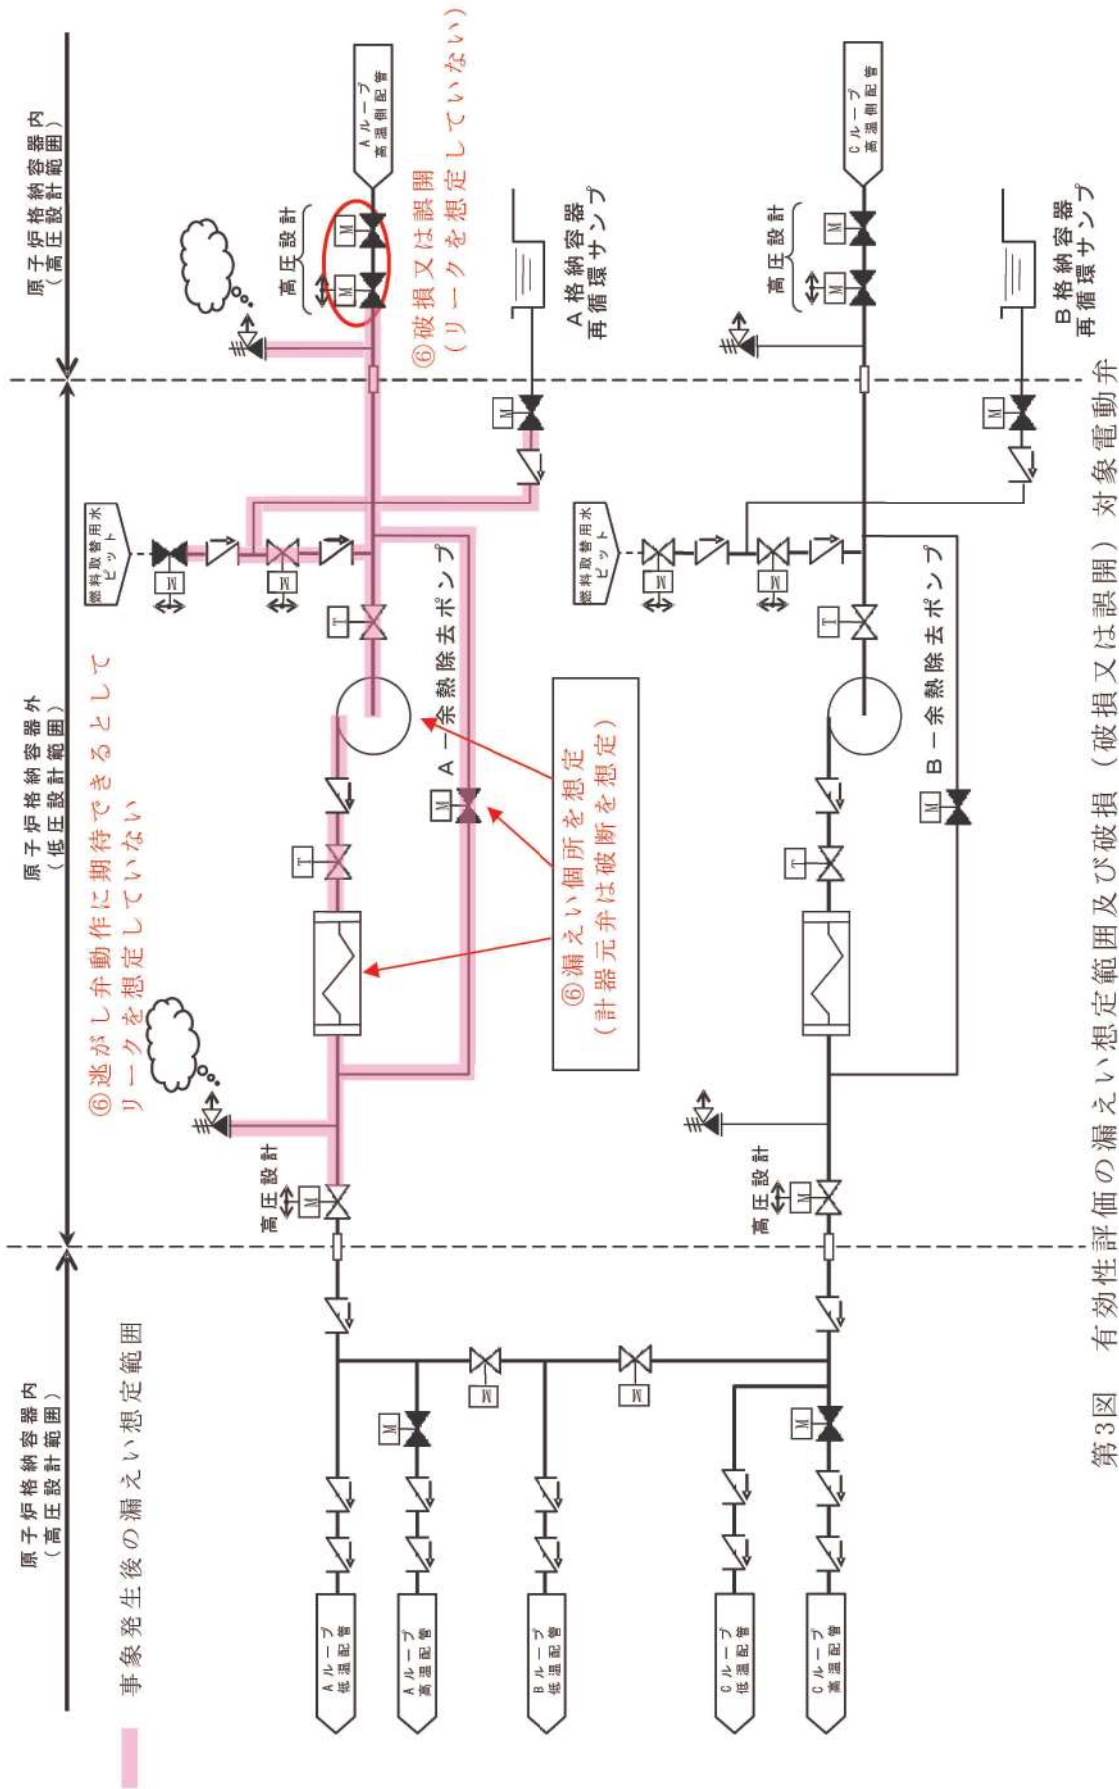 原子炉格納容器内
(高圧設計範囲)
原子炉格納容器外
(低圧設計範囲)
原子炉格納容器内
(高圧設計範囲)
事象発生後の漏えい想定範囲
⑥逃がし弁動作に期待できるとして
リークを想定していない
高圧設計
M
T
燃料取替用水
ピット
M
M
T
高圧設計
M
M
Aループ
高温側配管
⑥破損又は誤開
(リークを想定していない)
Aループ
低温配管
Aループ
高温配管
M
M
A-余熱除去ポンプ
M
A格納容器
再循環サンプ
M
⑥漏えい個所を想定
(計器元弁は破断を想定)
Bループ
低温配管
M
燃料取替用水
ピット
M
M
高圧設計
M
T
T
高圧設計
M
M
Cループ
高温側配管
Cループ
低温配管
Cループ
高温配管
M
M
B-余熱除去ポンプ
M
B格納容器
再循環サンプ
第3図 有効性評価の漏えい想定範囲及び破損(破損又は誤開)対象電動弁